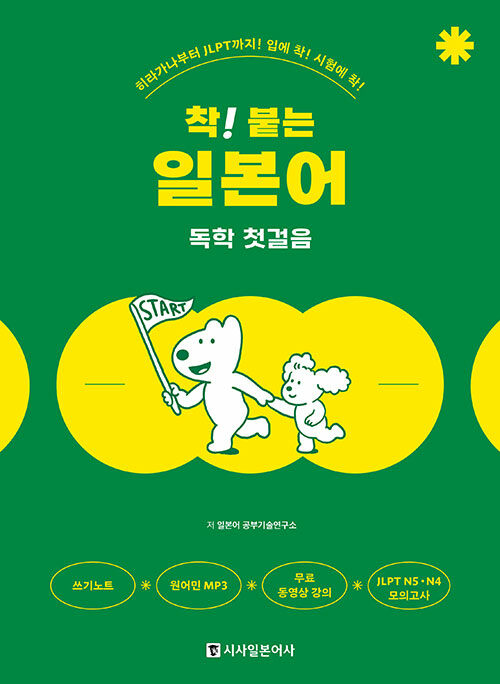 히라가나부터 JLPT까지! 입에 착! 시험에 착!
착! 붙는
일본어
독학 첫걸음
START
저 일본어 공부기술연구소
쓰기노트 * 원어민 MP3 * 무료 동영상 강의 * JLPT N5·N4 모의고사
시사일본어사